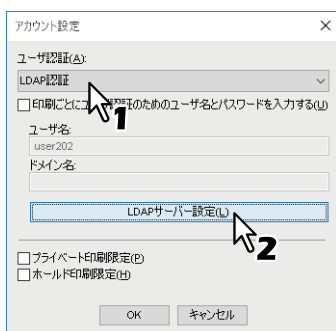 アカウント設定
ユーザ認証(A):
LDAP認証
印刷ごとにユーザ認証のためのユーザ名とパスワードを入力する(U)
1
ユーザ名:
user202
ドメイン名:
LDAPサーバー設定(L)
2
プライベート印刷限定(P)
ホールド印刷限定(H)
OK キャンセル